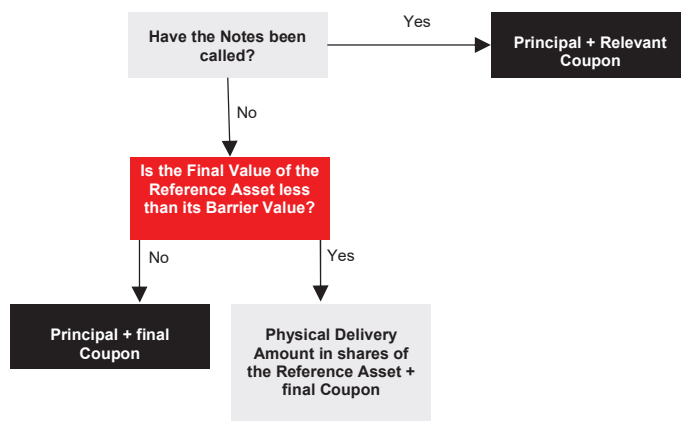 Have the Notes been
called?
Yes
Principal + Relevant
Coupon
No
Is the Final Value of the
Reference Asset less
than its Barrier Value?
No
Yes
Principal + final
Coupon
Physical Delivery
Amount in shares of
the Reference Asset +
final Coupon